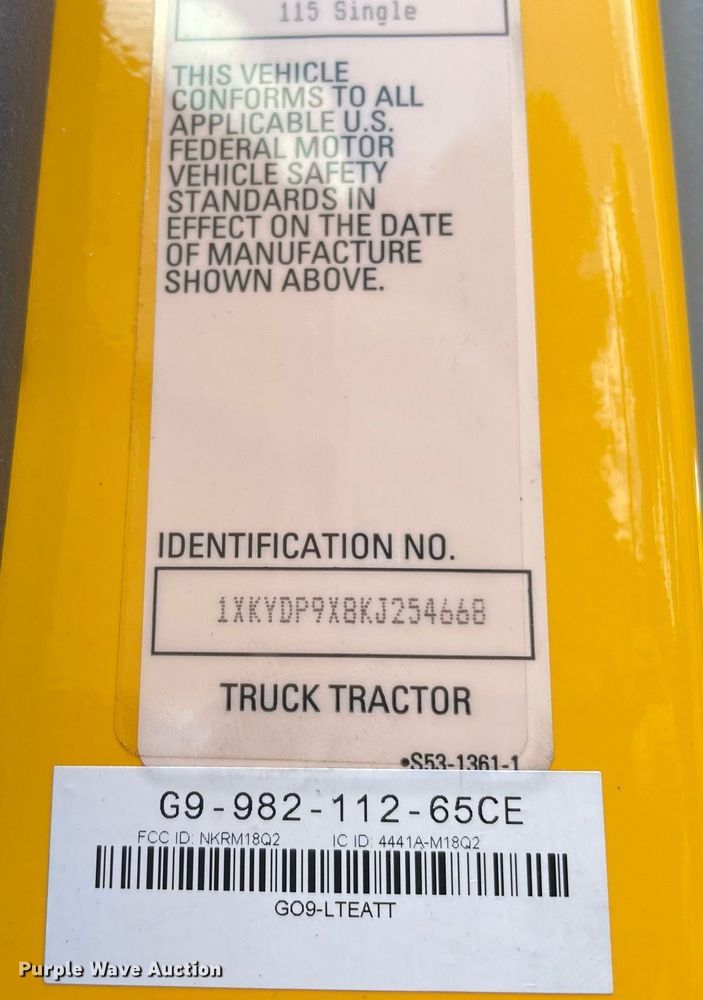 115 Single
THIS VEHICLE
CONFORMS TO ALL
APPLICABLE U.S.
FEDERAL MOTOR
VEHICLE SAFETY
STANDARDS IN
EFFECT ON THE DATE
OF MANUFACTURE
SHOWN ABOVE.
IDENTIFICATION NO.
1XKYDP9X8KJ254668
TRUCK TRACTOR
•S53-1361-1
G9-982-112-65CE
FCC ID: NKRM18Q2 IC ID: 4441A-M18Q2
GO9-LTEATT
Purple Wave Auction